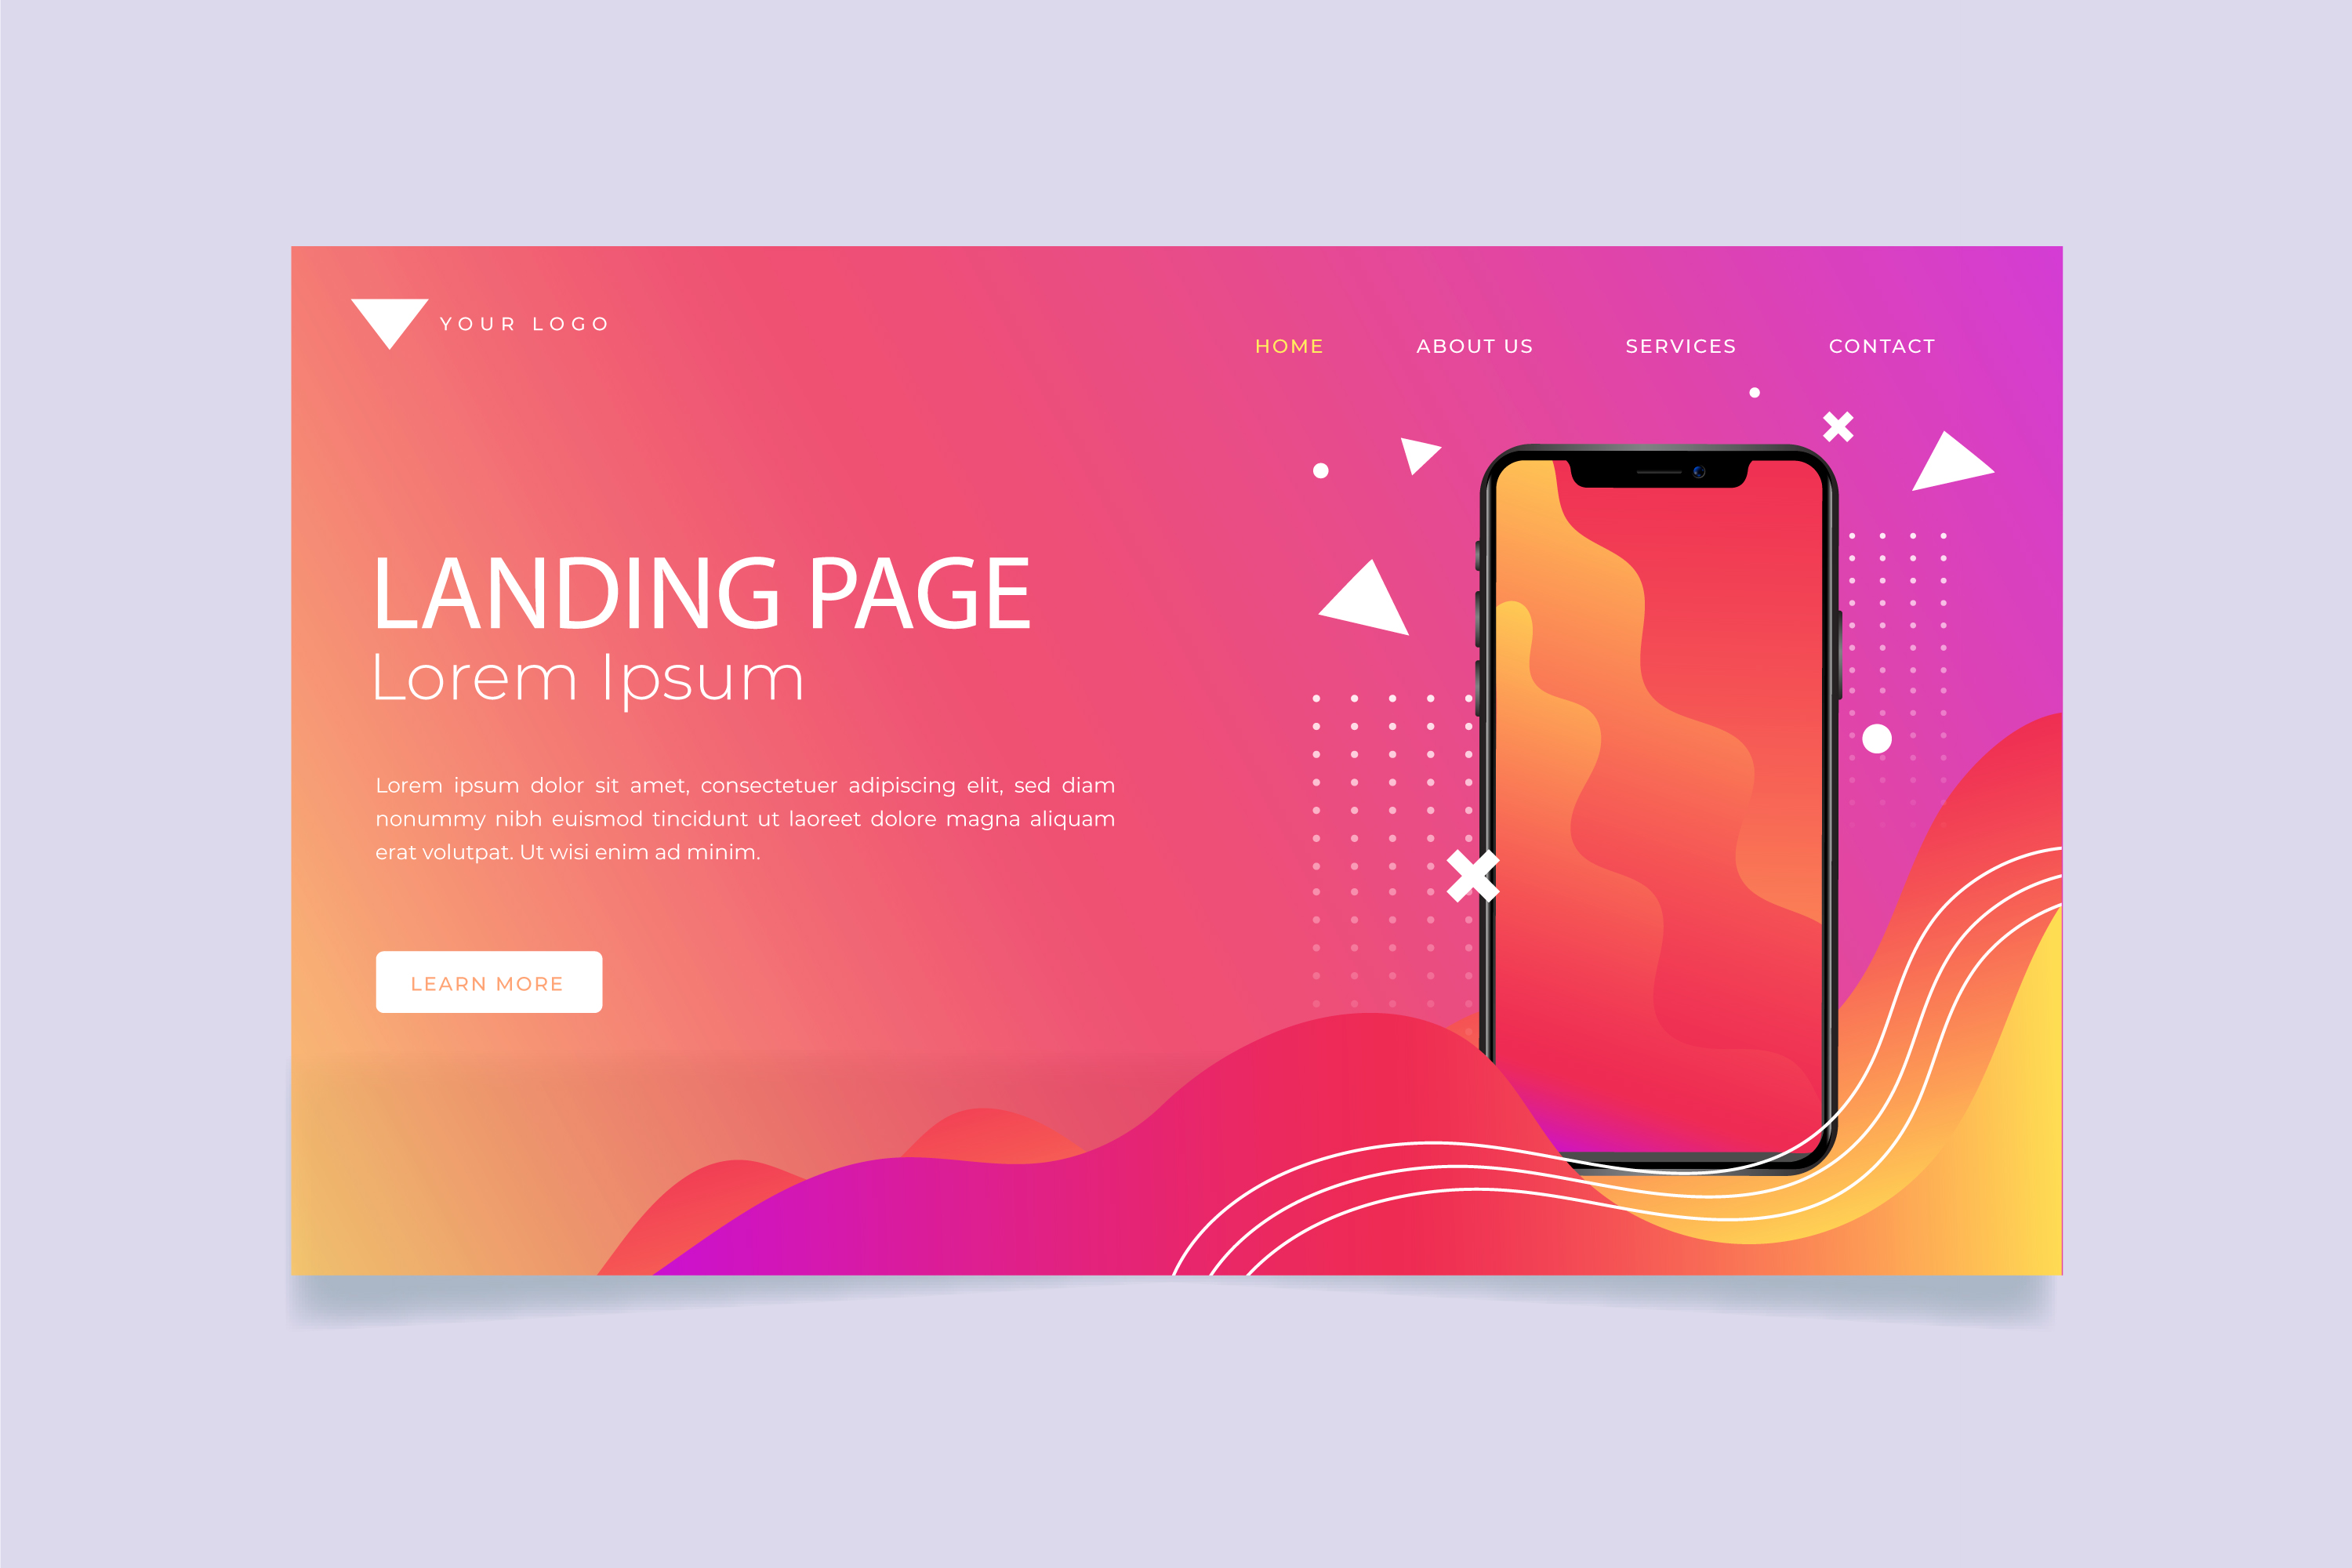 YOUR LOGO
HOME ABOUT US SERVICES CONTACT
LANDING PAGE
Lorem Ipsum
Lorem ipsum dolor sit amet, consectetuer adipiscing elit, sed diam
nonummy nibh euismod tincidunt ut laoreet dolore magna aliquam
erat volutpat. Ut wisi enim ad minim.
LEARN MORE